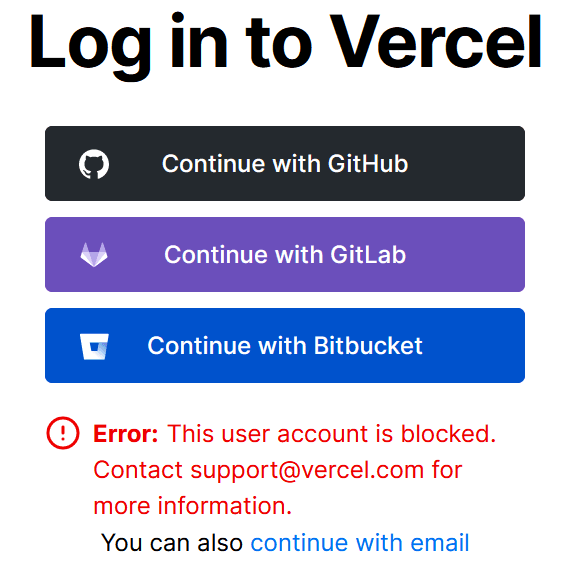 Log in to Vercel
Continue with GitHub
Continue with GitLab
Continue with Bitbucket
Error: This user account is blocked.
Contact support@vercel.com for
more information.
You can also continue with email